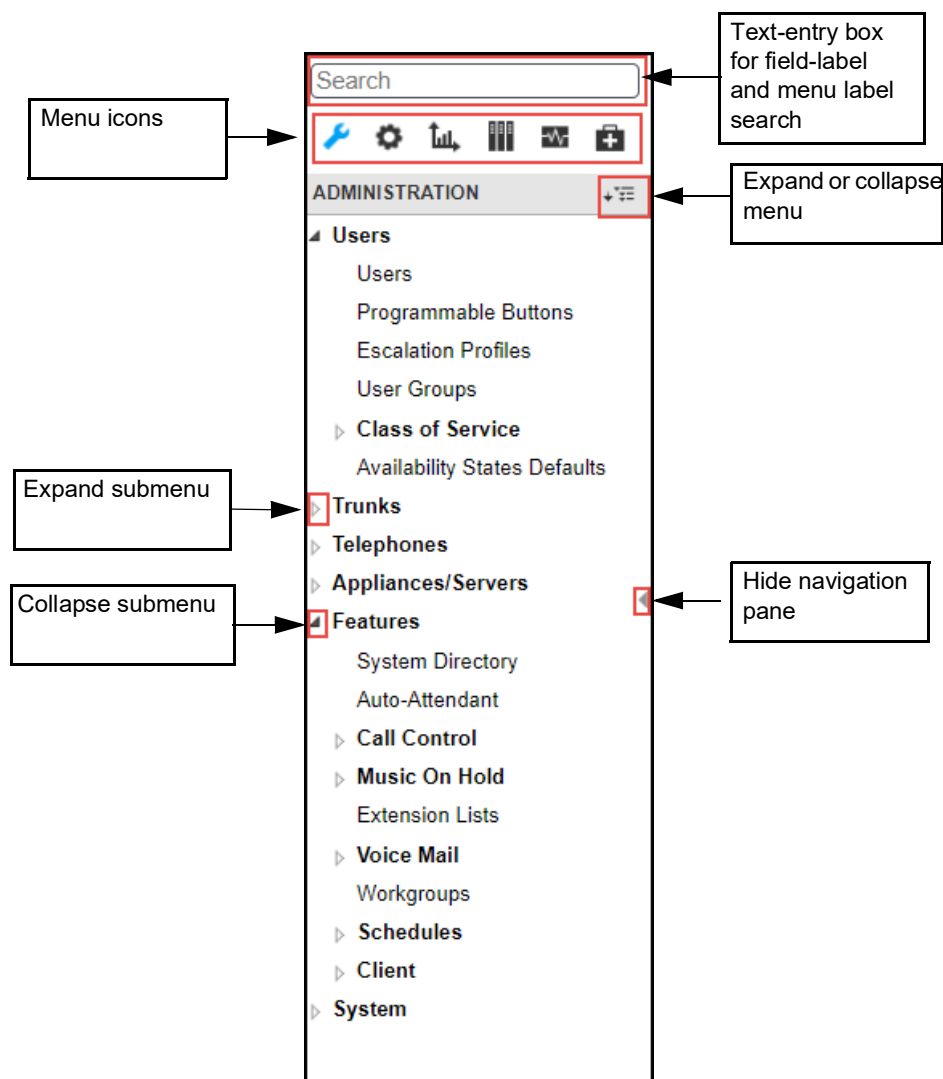 Text-entry box
for field-label
and menu label
search
Search
Menu icons
ADMINISTRATION
Expand or collapse
menu
Users
Users
Programmable Buttons
Escalation Profiles
User Groups
Class of Service
Availability States Defaults
Expand submenu
Trunks
Telephones
Appliances/Servers
Hide navigation
pane
Collapse submenu
Features
System Directory
Auto-Attendant
Call Control
Music On Hold
Extension Lists
Voice Mail
Workgroups
Schedules
Client
System